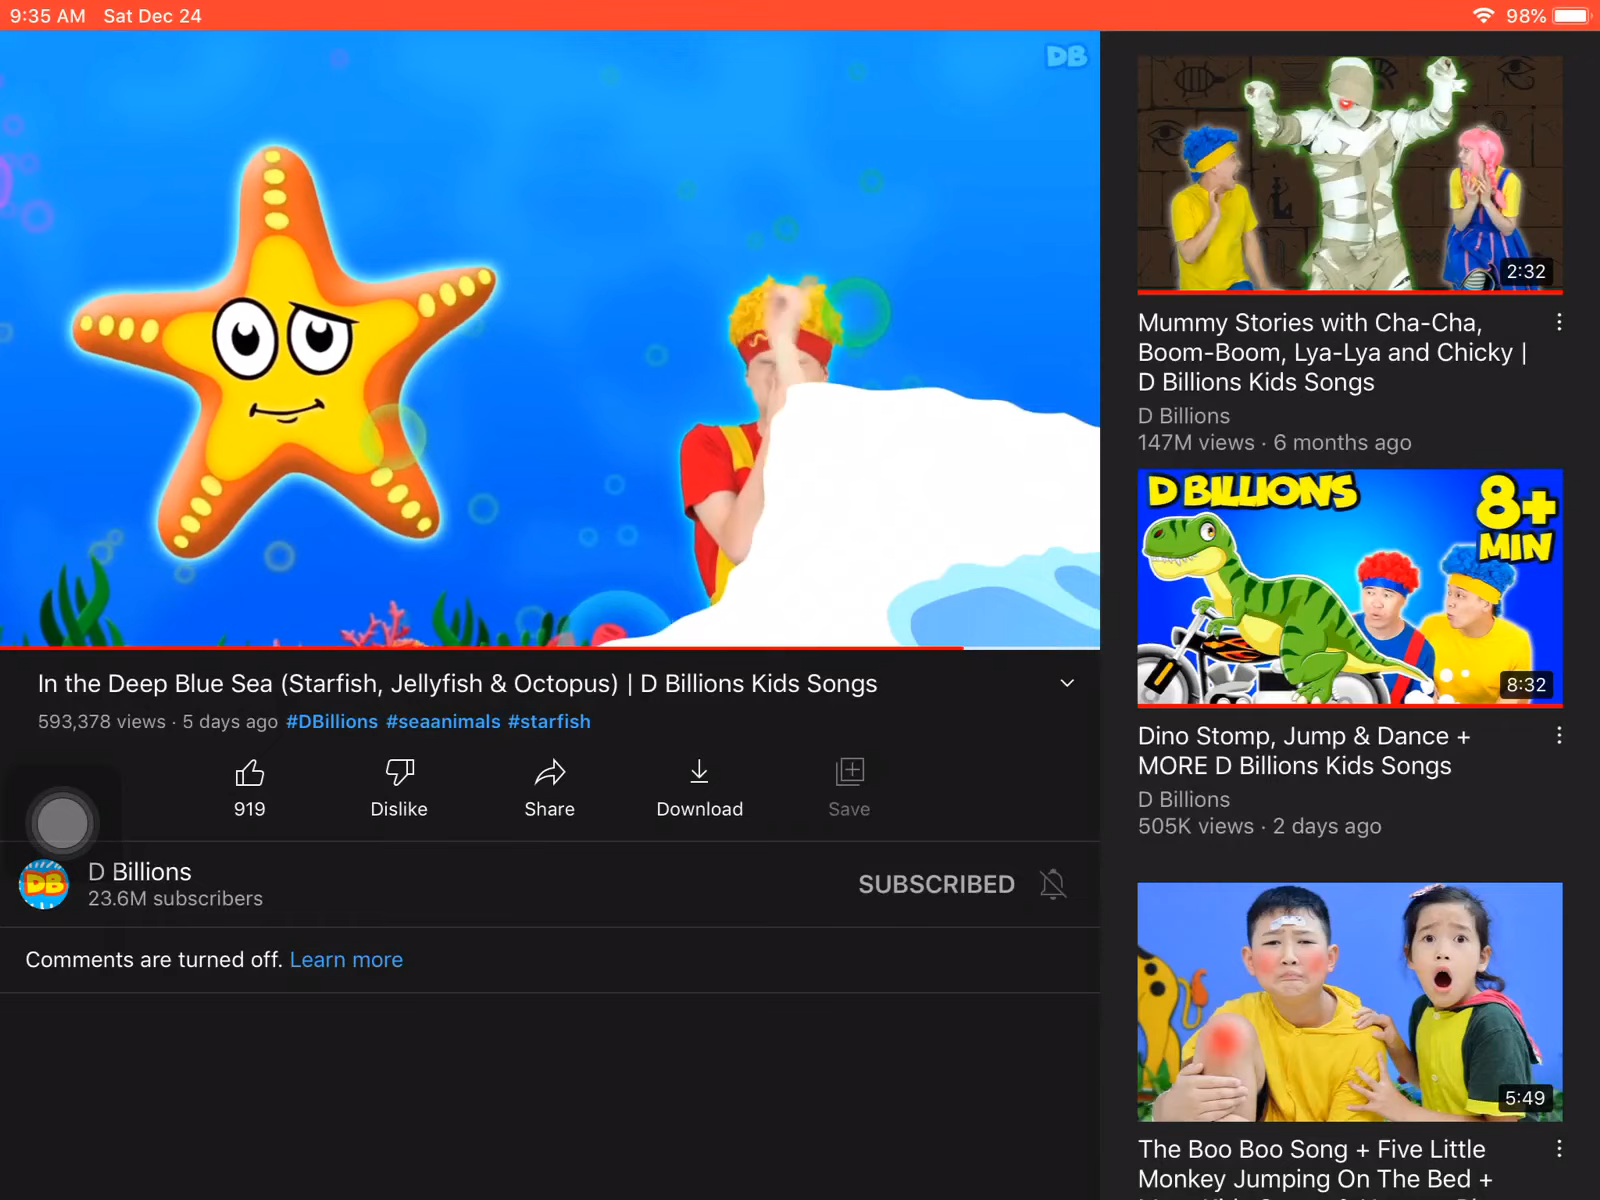 9:35 AM Sat Dec 24
98%
DB
In the Deep Blue Sea (Starfish, Jellyfish & Octopus) | D Billions Kids Songs
593,378 views · 5 days ago #DBillions #seaanimals #starfish
919
Dislike
Share
Download
Save
DB
D Billions
23.6M subscribers
SUBSCRIBED
Comments are turned off. Learn more
2:32
Mummy Stories with Cha-Cha,
Boom-Boom, Lya-Lya and Chicky |
D Billions Kids Songs
D Billions
147M views · 6 months ago
D BILLIONS
8+
MIN
8:32
Dino Stomp, Jump & Dance +
MORE D Billions Kids Songs
D Billions
505K views · 2 days ago
5:49
The Boo Boo Song + Five Little
Monkey Jumping On The Bed +